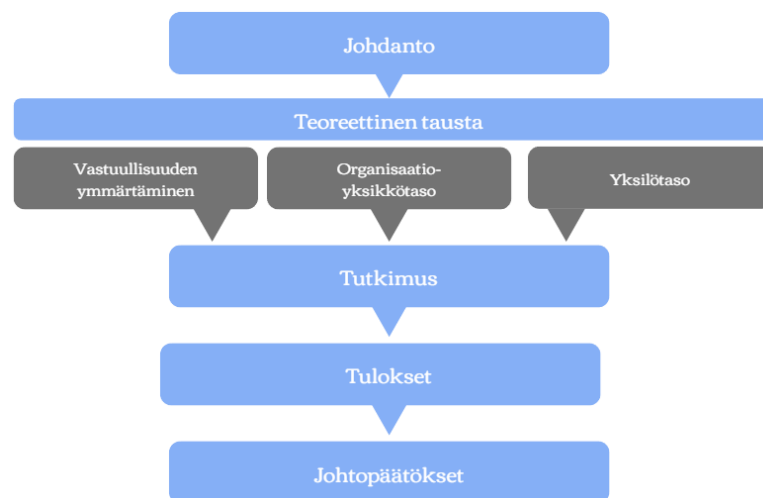 Johdanto
Teoreettinen tausta
Vastuullisuuden
ymmärtäminen
Organisaatio-
yksikkötaso
Yksilötaso
Tutkimus
Tulokset
Johtopäätökset